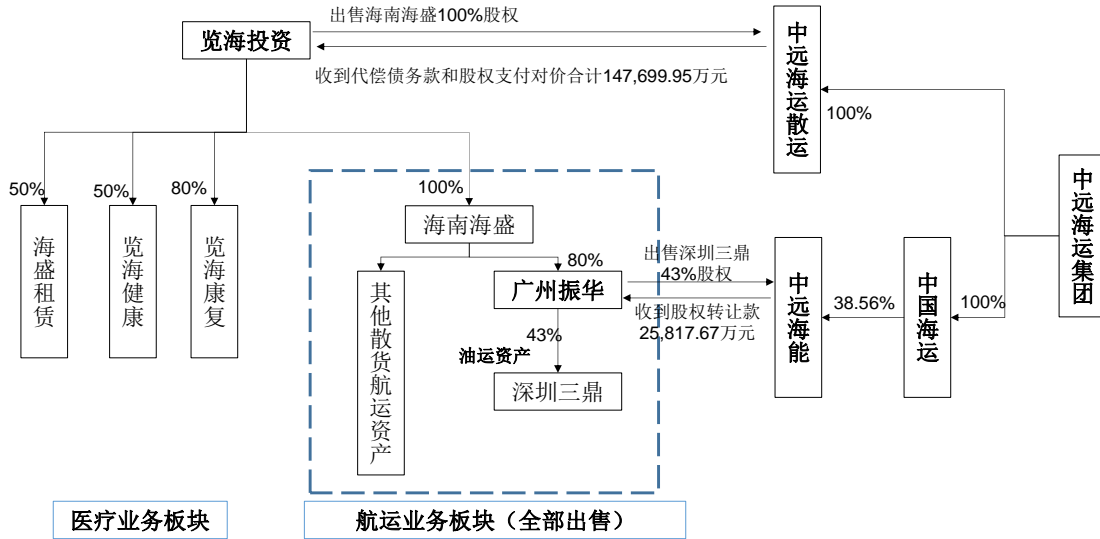 出售海南海盛100%股权
览海投资
收到代偿债务款和股权支付对价合计147,699.95万元
中远海运散运
100%
中远海运集团
50%
50%
80%
100%
海盛租赁
览海健康
览海康复
海南海盛
其他散货航运资产
80%
广州振华
43%
油运资产
深圳三鼎
出售深圳三鼎
43%股权
收到股权转让款
25,817.67万元
中远海能
38.56%
中国海运
100%
医疗业务板块
航运业务板块（全部出售）